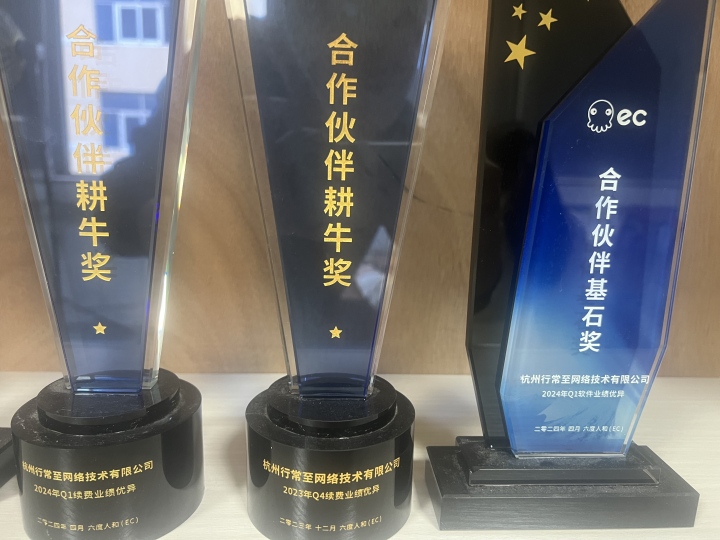 合作伙伴耕牛奖
杭州行常至网络技术有限公司
2024年Q1续费业绩优异
二零二四年 四月 六度人和(EC)
合作伙伴耕牛奖
杭州行常至网络技术有限公司
2023年Q4续费业绩优异
二零二三年 十二月 六度人和(EC)
ec
合作伙伴基石奖
杭州行常至网络技术有限公司
2024年Q1软件业绩优异
二零二四年 四月 六度人和(EC)